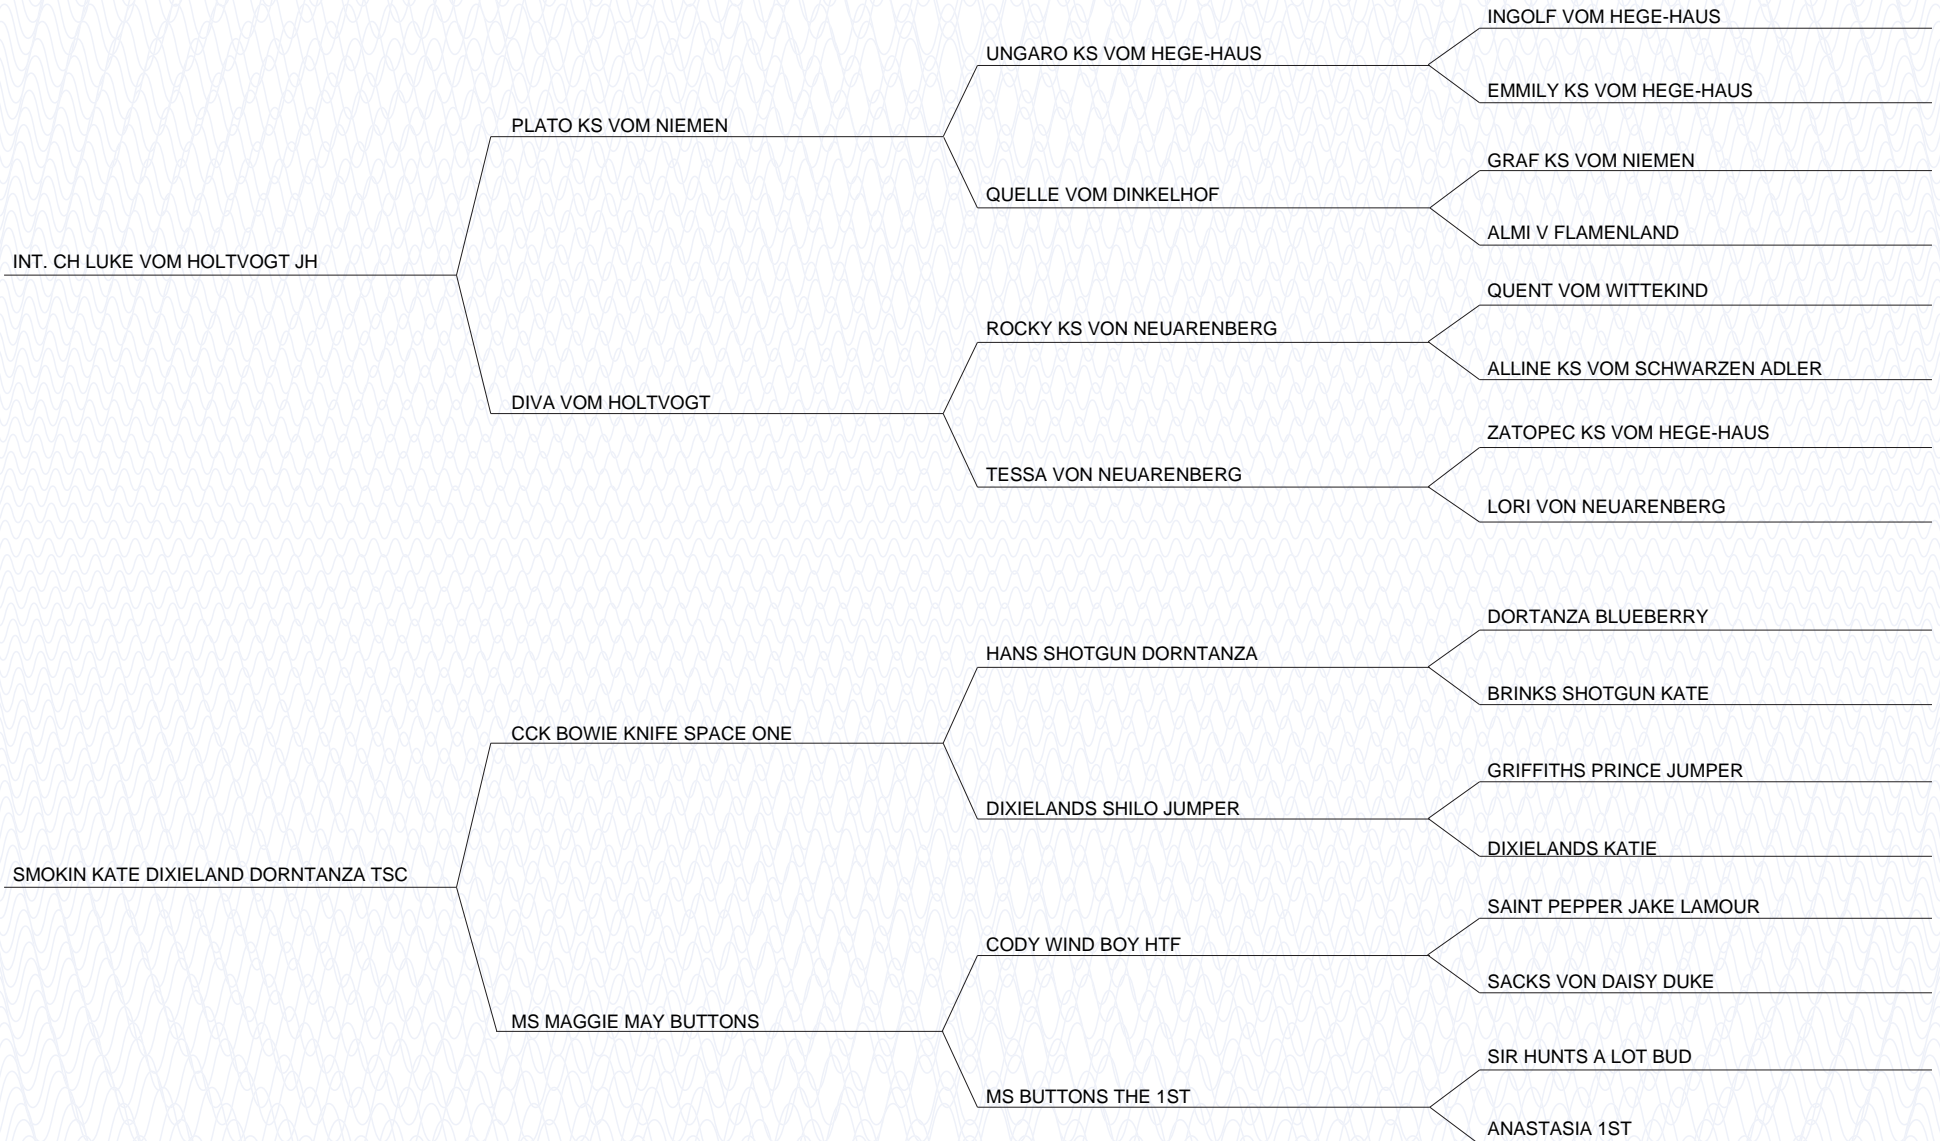 INGOLF VOM HEGE-HAUS
UNGARO KS VOM HEGE-HAUS
EMMILY KS VOM HEGE-HAUS
PLATO KS VOM NIEMEN
GRAF KS VOM NIEMEN
QUELLE VOM DINKELHOF
ALMI V FLAMENLAND
INT. CH LUKE VOM HOLTVOGT JH
QUENT VOM WITTEKIND
ROCKY KS VON NEUARENBERG
ALLINE KS VOM SCHWARZEN ADLER
DIVA VOM HOLTVOGT
ZATOPEC KS VOM HEGE-HAUS
TESSA VON NEUARENBERG
LORI VON NEUARENBERG
DORTANZA BLUEBERRY
HANS SHOTGUN DORNTANZA
BRINKS SHOTGUN KATE
CCK BOWIE KNIFE SPACE ONE
GRIFFITHS PRINCE JUMPER
DIXIELANDS SHILO JUMPER
DIXIELANDS KATIE
SMOKIN KATE DIXIELAND DORNTANZA TSC
SAINT PEPPER JAKE LAMOUR
CODY WIND BOY HTF
SACKS VON DAISY DUKE
MS MAGGIE MAY BUTTONS
SIR HUNTS A LOT BUD
MS BUTTONS THE 1ST
ANASTASIA 1ST